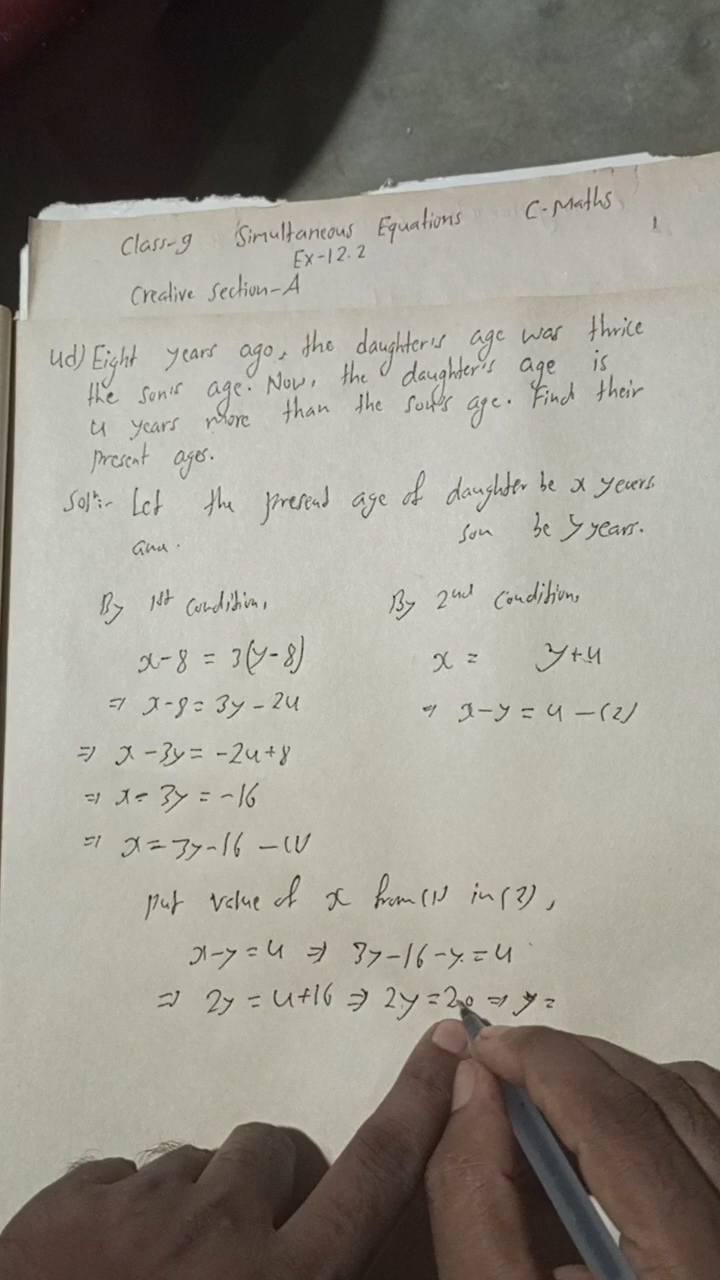 Class-9 Simultaneous Equations C-Maths 1
Ex-12.2
Creative Section-A
4d) Eight years ago, the daughter's age was thrice
the son's age. Now, the daughter's age is
4 years more than the son's age. Find their
present ages.
Solⁿ:- Let the present age of daughter be x years
and son be y years.
By 1st Condition, By 2nd Condition,
x-8 = 3(y-8) x = y+4
⇒ x-8 = 3y-24 ⇒ x-y = 4 -(2)
⇒ x-3y = -24+8
⇒ x-3y = -16
⇒ x = 3y-16 -(1)
put value of x from (1) in (2),
x-y = 4 ⇒ 3y-16-y = 4
⇒ 2y = 4+16 ⇒ 2y = 20 ⇒ y =